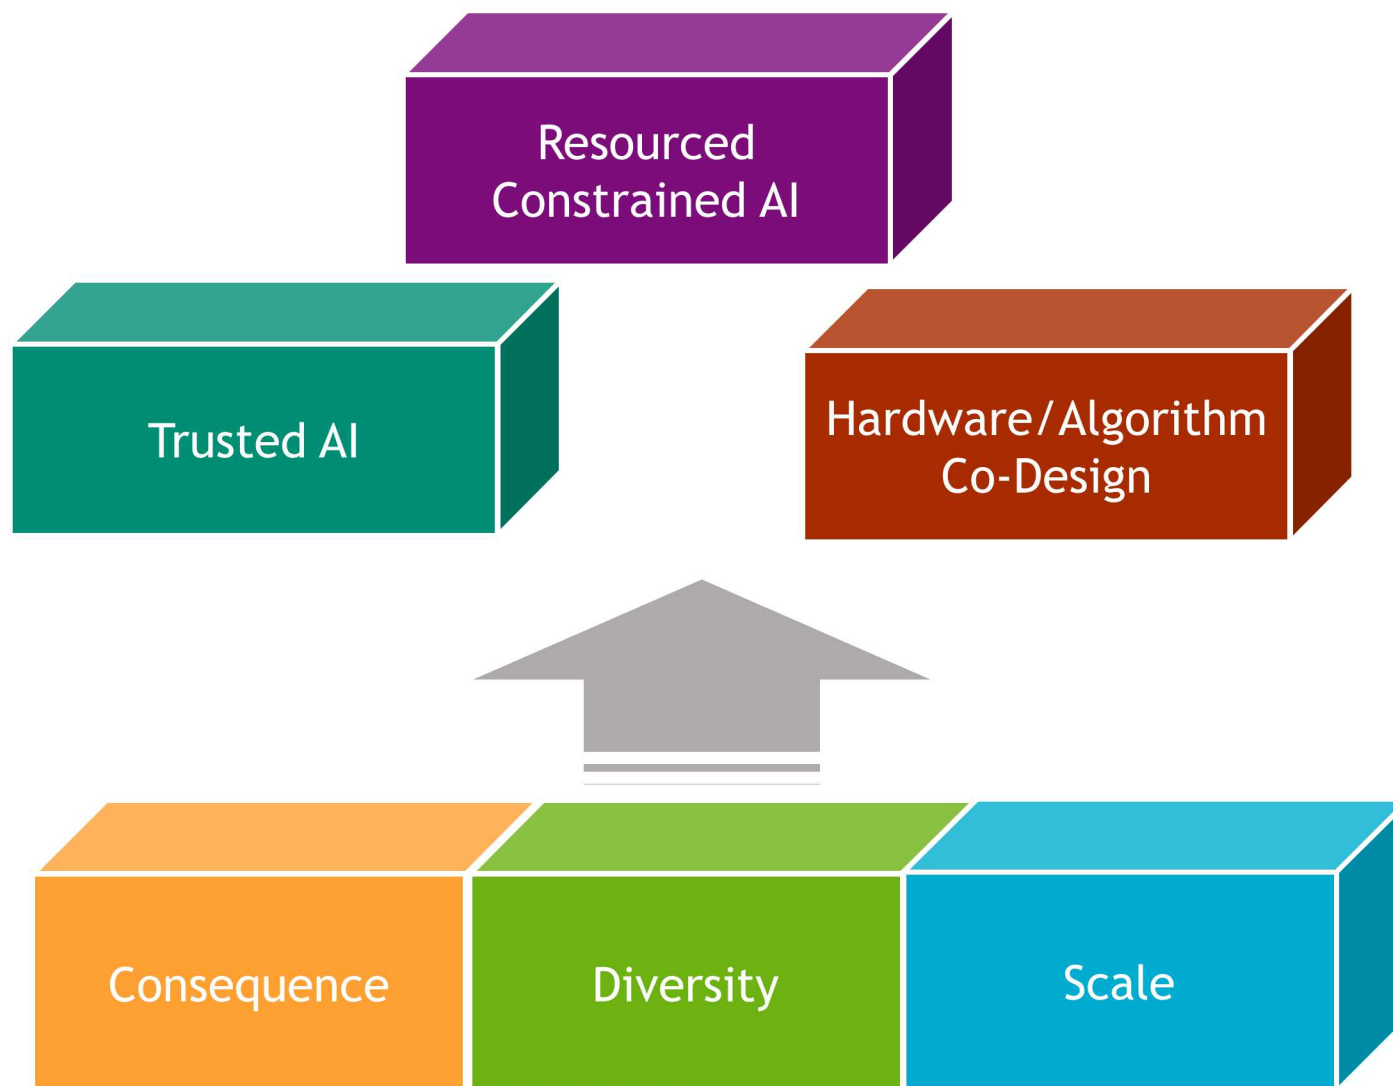 Resourced
Constrained AI
Trusted AI
Hardware/Algorithm
Co-Design
Consequence
Diversity
Scale